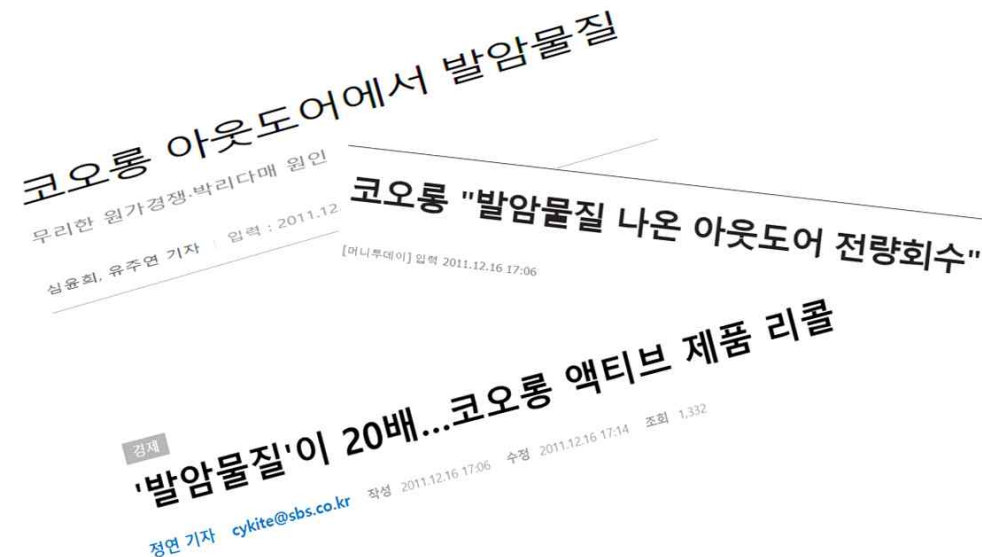 코오롱 아웃도어에서 발암물질
무리한 원가경쟁·박리다매 원인
심윤희, 유주연 기자 입력 : 2011.12.
코오롱 "발암물질 나온 아웃도어 전량회수"
[머니투데이] 입력 2011.12.16 17:06
경제
'발암물질'이 20배...코오롱 액티브 제품 리콜
정연 기자 cykite@sbs.co.kr 작성 2011.12.16 17:06 수정 2011.12.16 17:14 조회 1,332